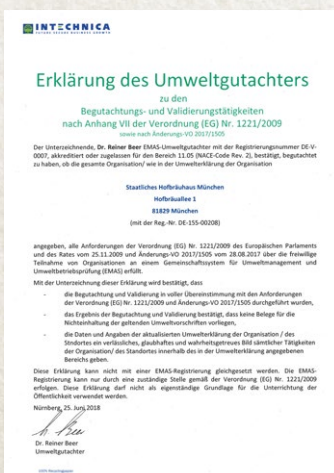 INTECHNICA
FUTURE SECURE BUSINESS GROWTH
Erklärung des Umweltgutachters
zu den
Begutachtungs- und Validierungstätigkeiten
nach Anhang VII der Verordnung (EG) Nr. 1221/2009
sowie nach Änderungs-VO 2017/1505
Der Unterzeichnende, Dr. Reiner Beer EMAS-Umweltgutachter mit der Registrierungsnummer DE-V-
0007, akkreditiert oder zugelassen für den Bereich 11.05 (NACE-Code Rev. 2), bestätigt, begutachtet
zu haben, ob die gesamte Organisation/ wie in der Umwelterklärung der Organisation
Staatliches Hofbräuhaus München
Hofbräuallee 1
81829 München
(mit der Reg.-Nr. DE-155-00208)
angegeben, alle Anforderungen der Verordnung (EG) Nr. 1221/2009 des Europäischen Parlaments
und des Rates vom 25.11.2009 und Änderungs-VO 2017/1505 vom 28.08.2017 über die freiwillige
Teilnahme von Organisationen an einem Gemeinschaftssystem für Umweltmanagement und
Umweltbetriebsprüfung (EMAS) erfüllt.
Mit der Unterzeichnung dieser Erklärung wird bestätigt, dass
- die Begutachtung und Validierung in voller Übereinstimmung mit den Anforderungen
der Verordnung (EG) Nr. 1221/2009 und Änderungs-VO 2017/1505 durchgeführt wurden,
- das Ergebnis der Begutachtung und Validierung bestätigt, dass keine Belege für die
Nichteinhaltung der geltenden Umweltvorschriften vorliegen,
- die Daten und Angaben der aktualisierten Umwelterklärung der Organisation / des
Standortes ein verlässliches, glaubhaftes und wahrheitsgetreues Bild sämtlicher Tätigkeiten
der Organisation/ des Standortes innerhalb des in der Umwelterklärung angegebenen
Bereichs geben.
Diese Erklärung kann nicht mit einer EMAS-Registrierung gleichgesetzt werden. Die EMAS-
Registrierung kann nur durch eine zuständige Stelle gemäß der Verordnung (EG) Nr. 1221/2009
erfolgen. Diese Erklärung darf nicht als eigenständige Grundlage für die Unterrichtung der
Öffentlichkeit verwendet werden.
Nürnberg, 25. Juni 2018
Dr. Reiner Beer
Umweltgutachter